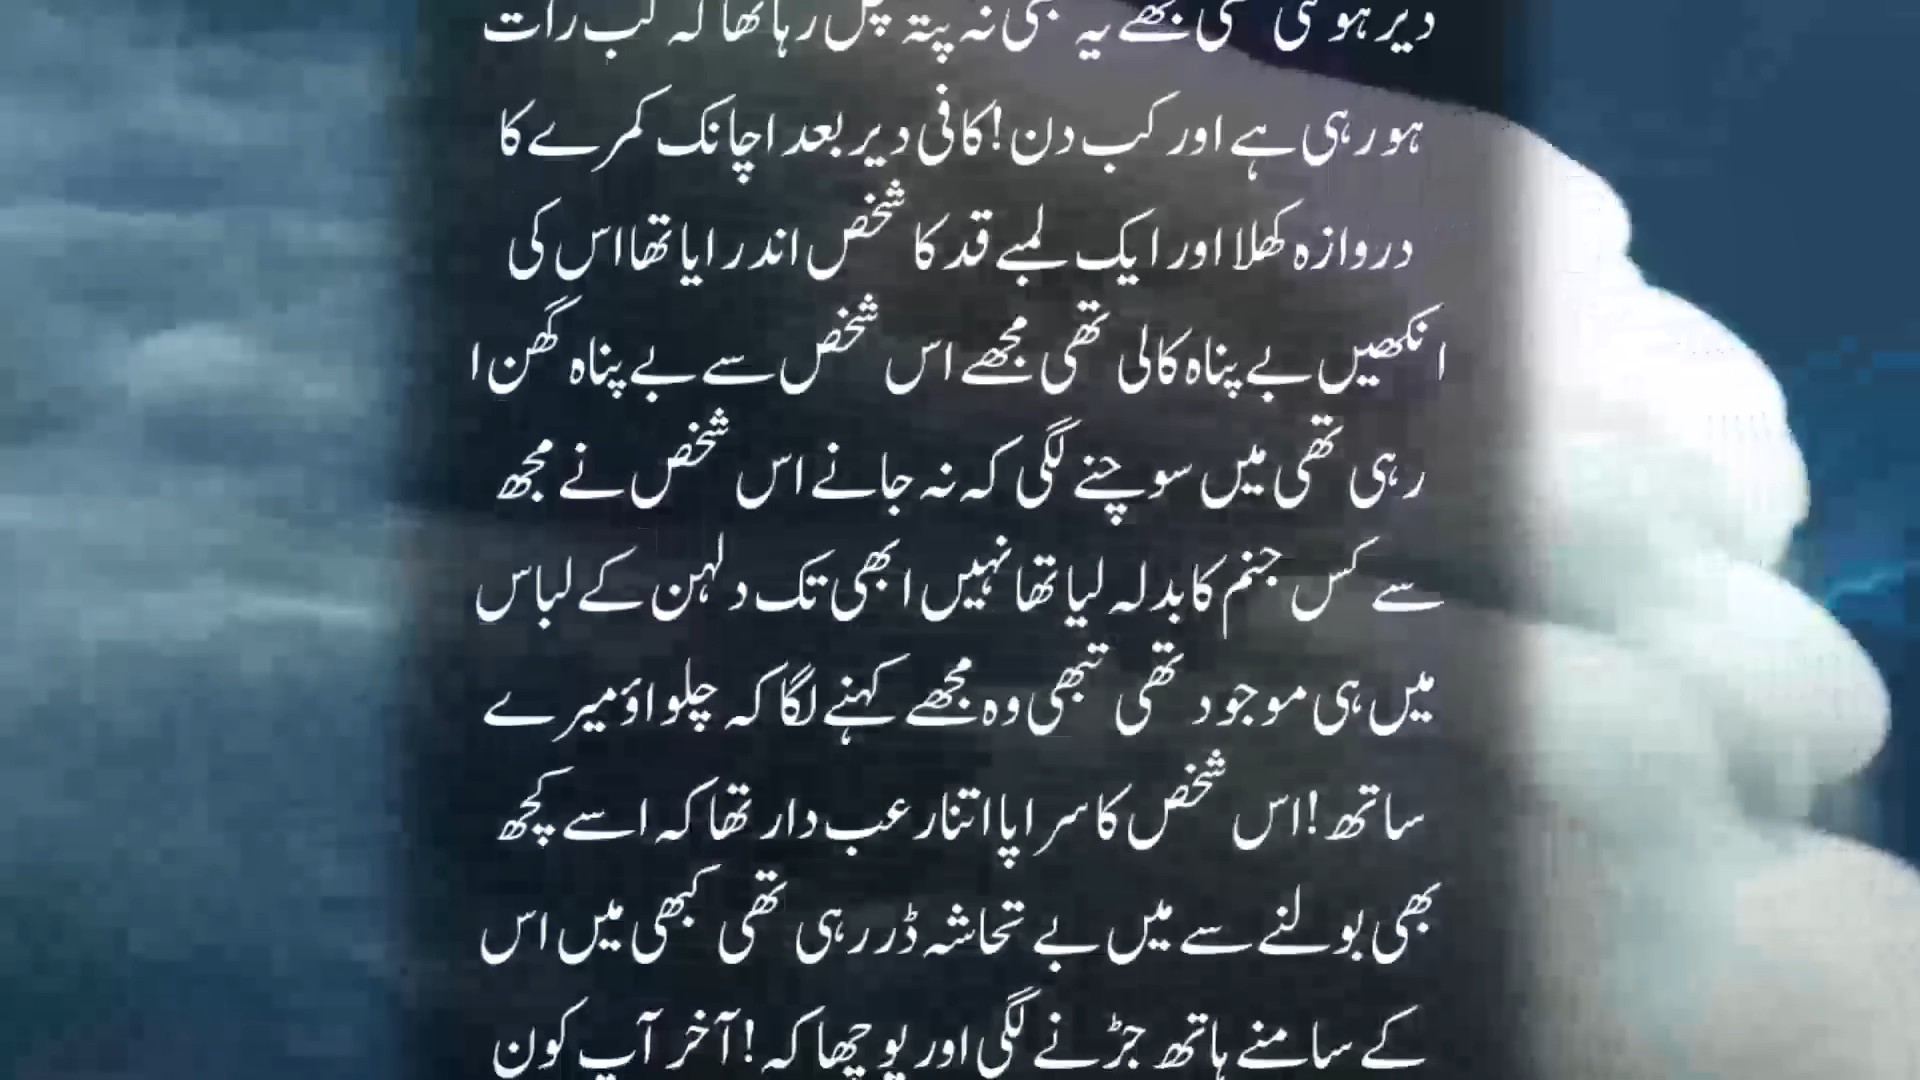 دیر ہو گئی تھی مجھے یہ بھی نہ پتہ چل رہا تھا کہ کب رات
ہو رہی ہے اور کب دن !کافی دیر بعد اچانک کمرے کا
دروازہ کھلا اور ایک لمبے قد کا شخص اندر ایا تھا اس کی
انکھیں بے پناہ کالی تھی مجھے اس شخص سے بے پناہ گھن ا
رہی تھی میں سوچنے لگی کہ نہ جانے اس شخص نے مجھ
سے کس جنم کا بدلہ لیا تھا نہیں ابھی تک دلہن کے لباس
میں ہی موجود تھی تبھی وہ مجھے کہنے لگا کہ چلو اؤ میرے
ساتھ !اس شخص کا سراپا اتنا رعب دار تھا کہ اسے کچھ
بھی بولنے سے میں بے تحاشہ ڈر رہی تھی کبھی میں اس
کے سامنے ہاتھ جڑنے لگی اور پوچھا کہ !آخر آپ کون